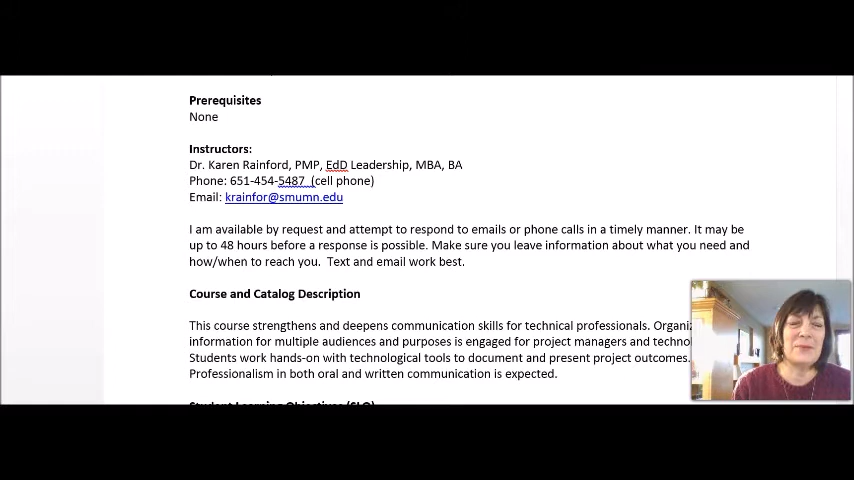 Prerequisites
None
Instructors:
Dr. Karen Rainford, PMP, EdD Leadership, MBA, BA
Phone: 651-454-5487  (cell phone)
Email: krainfor@smumn.edu
I am available by request and attempt to respond to emails or phone calls in a timely manner. It may be
up to 48 hours before a response is possible. Make sure you leave information about what you need and
how/when to reach you.  Text and email work best.
Course and Catalog Description
This course strengthens and deepens communication skills for technical professionals.
information for multiple audiences and purposes is engaged for project managers and
Students work hands-on with technological tools to document and present project outcomes.
Professionalism in both oral and written communication is expected.
Student Learning Objectives (SLO)